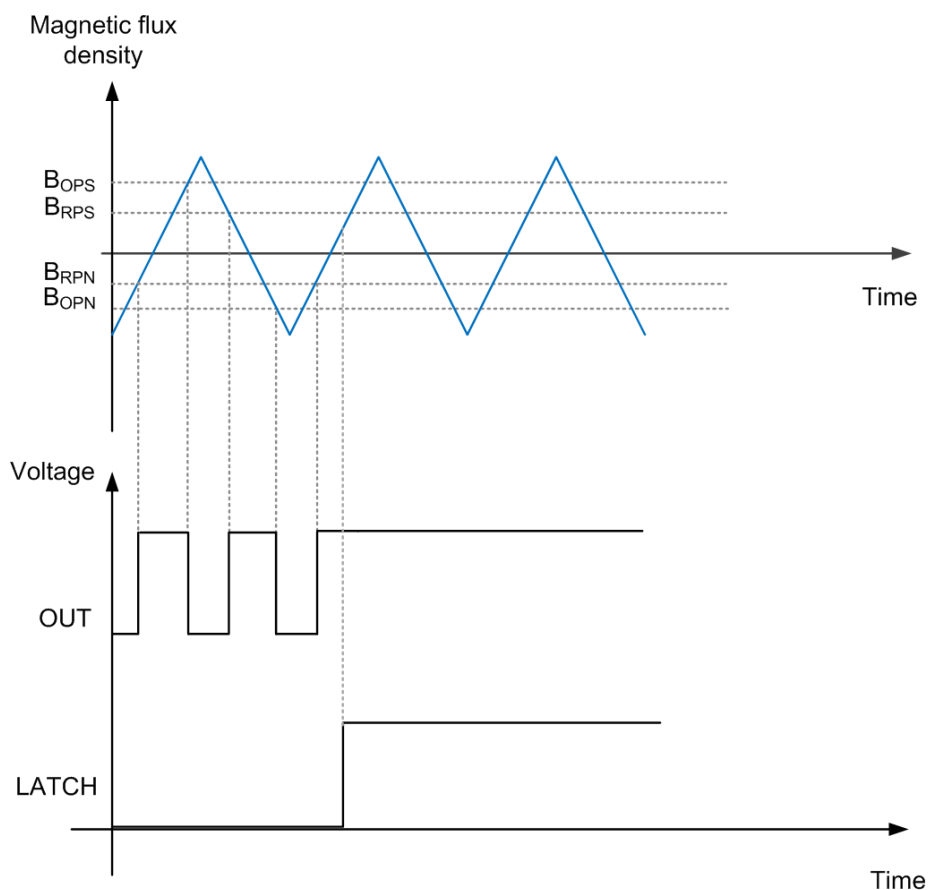 Magnetic flux
density
BOPS
BRPS
BRPN
BOPN
Time
Voltage
OUT
LATCH
Time